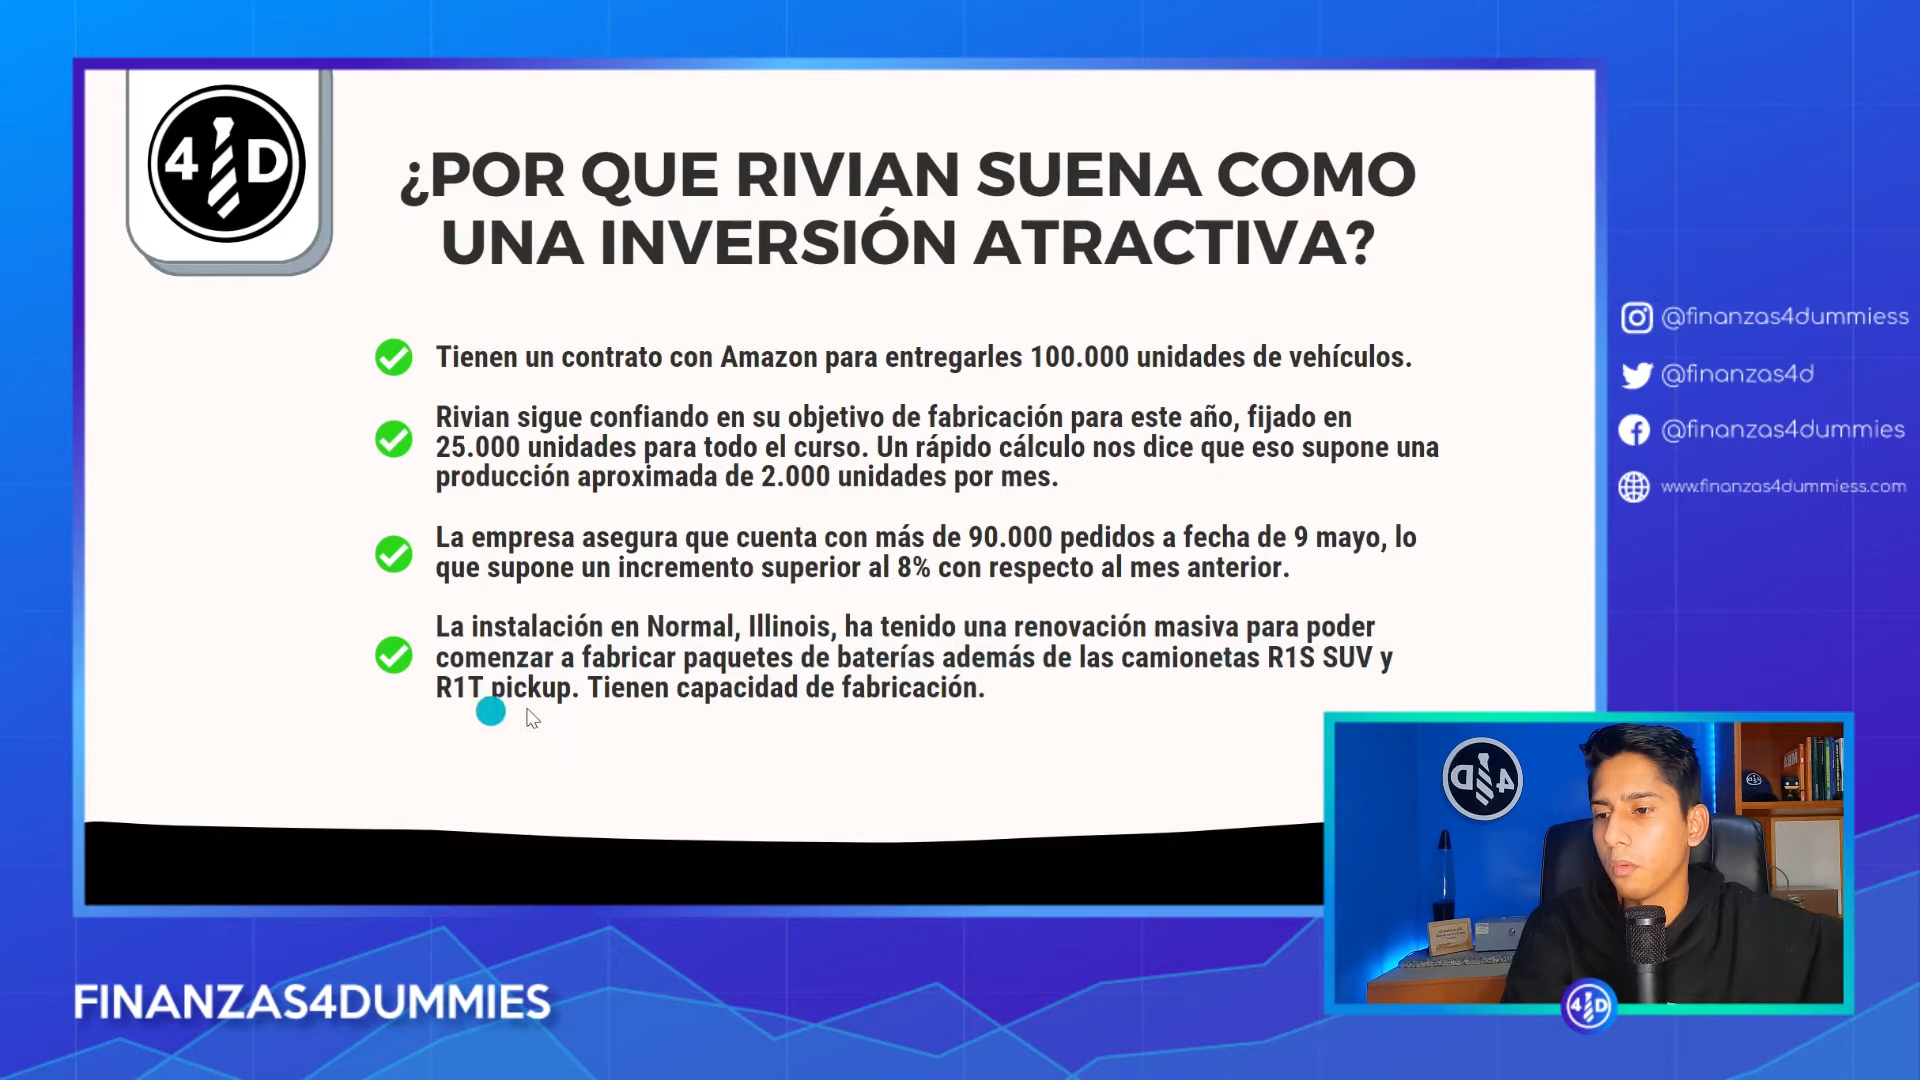 4 D
¿POR QUE RIVIAN SUENA COMO
UNA INVERSIÓN ATRACTIVA?
Tienen un contrato con Amazon para entregarles 100.000 unidades de vehículos.
Rivian sigue confiando en su objetivo de fabricación para este año, fijado en
25.000 unidades para todo el curso. Un rápido cálculo nos dice que eso supone una
producción aproximada de 2.000 unidades por mes.
La empresa asegura que cuenta con más de 90.000 pedidos a fecha de 9 mayo, lo
que supone un incremento superior al 8% con respecto al mes anterior.
La instalación en Normal, Illinois, ha tenido una renovación masiva para poder
comenzar a fabricar paquetes de baterías además de las camionetas R1S SUV y
R1T pickup. Tienen capacidad de fabricación.
@finanzas4dummiess
@finanzas4d
@finanzas4dummies
www.finanzas4dummiess.com
4 D
4 D
FINANZAS4DUMMIES